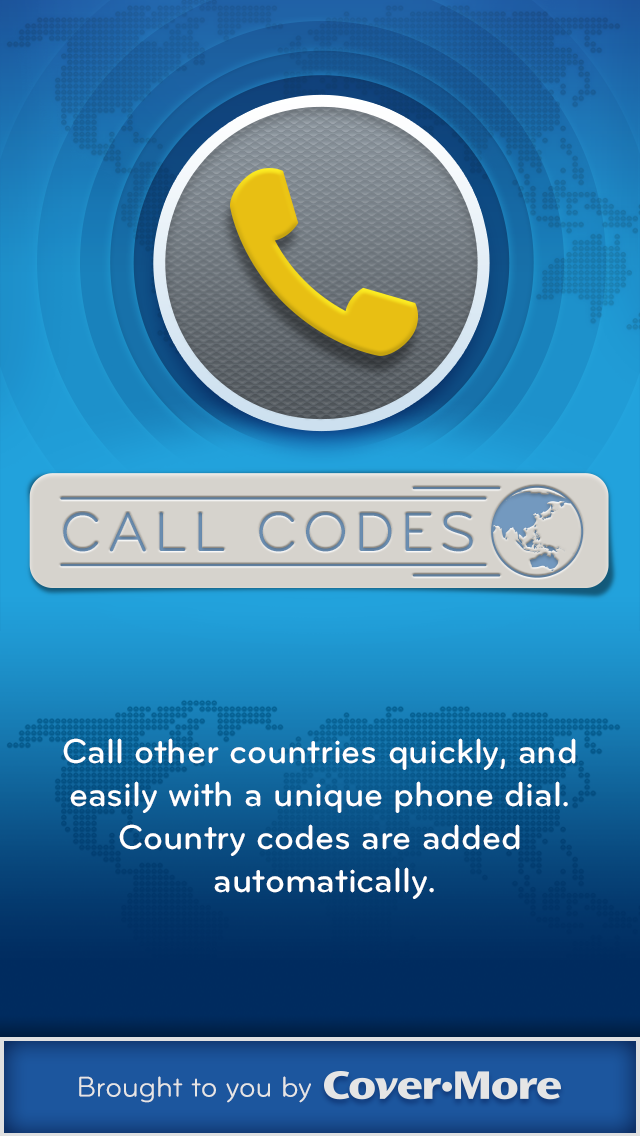 CALL CODES
Call other countries quickly, and
easily with a unique phone dial.
Country codes are added
automatically.
Brought to you by Cover•More